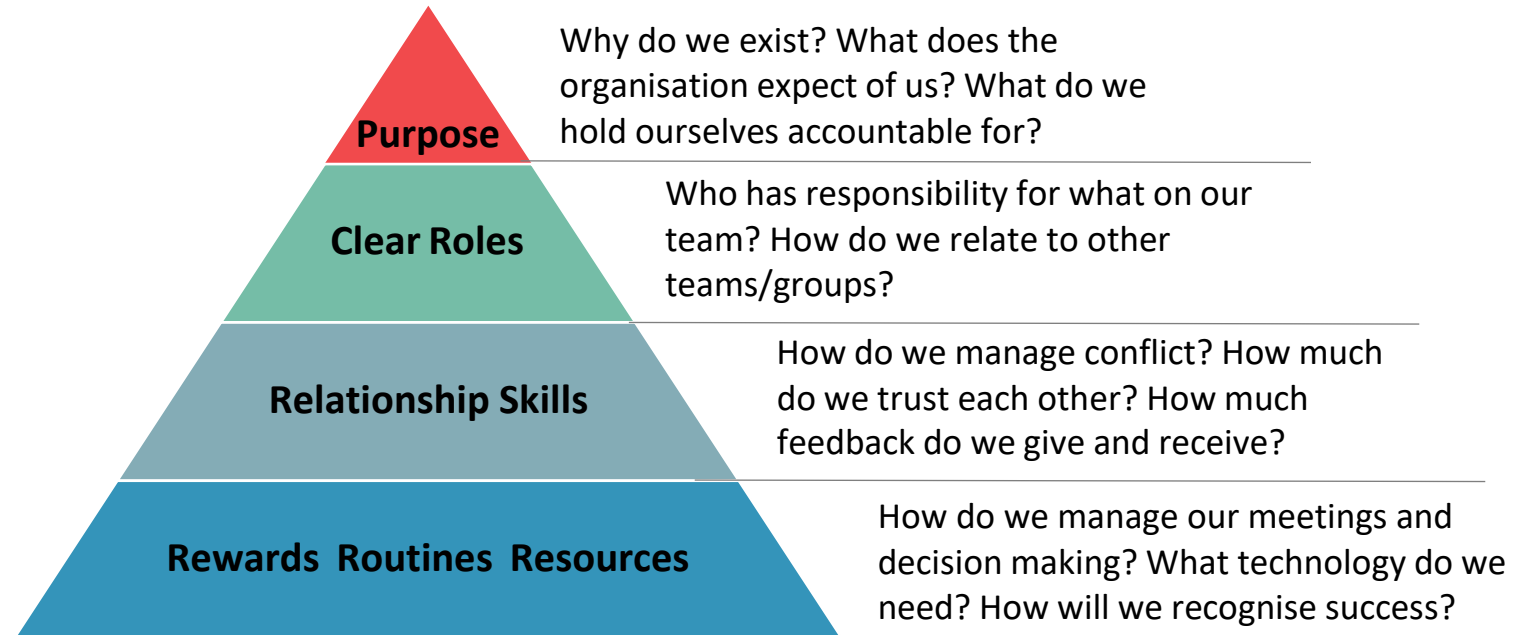 Purpose
Why do we exist? What does the
organisation expect of us? What do we
hold ourselves accountable for?
Clear Roles
Who has responsibility for what on our
team? How do we relate to other
teams/groups?
Relationship Skills
How do we manage conflict? How much
do we trust each other? How much
feedback do we give and receive?
Rewards Routines Resources
How do we manage our meetings and
decision making? What technology do we
need? How will we recognise success?